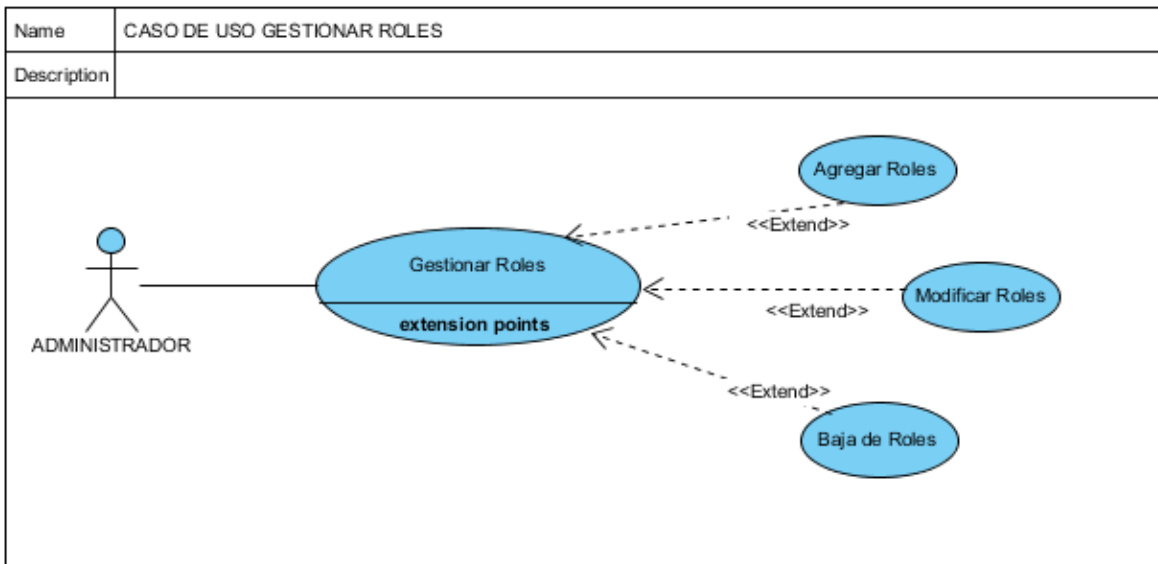 Name
CASO DE USO GESTIONAR ROLES
Description
Agregar Roles
<<Extend>>
Gestionar Roles
Modificar Roles
<<Extend>>
extension points
ADMINISTRADOR
<<Extend>>
Baja de Roles